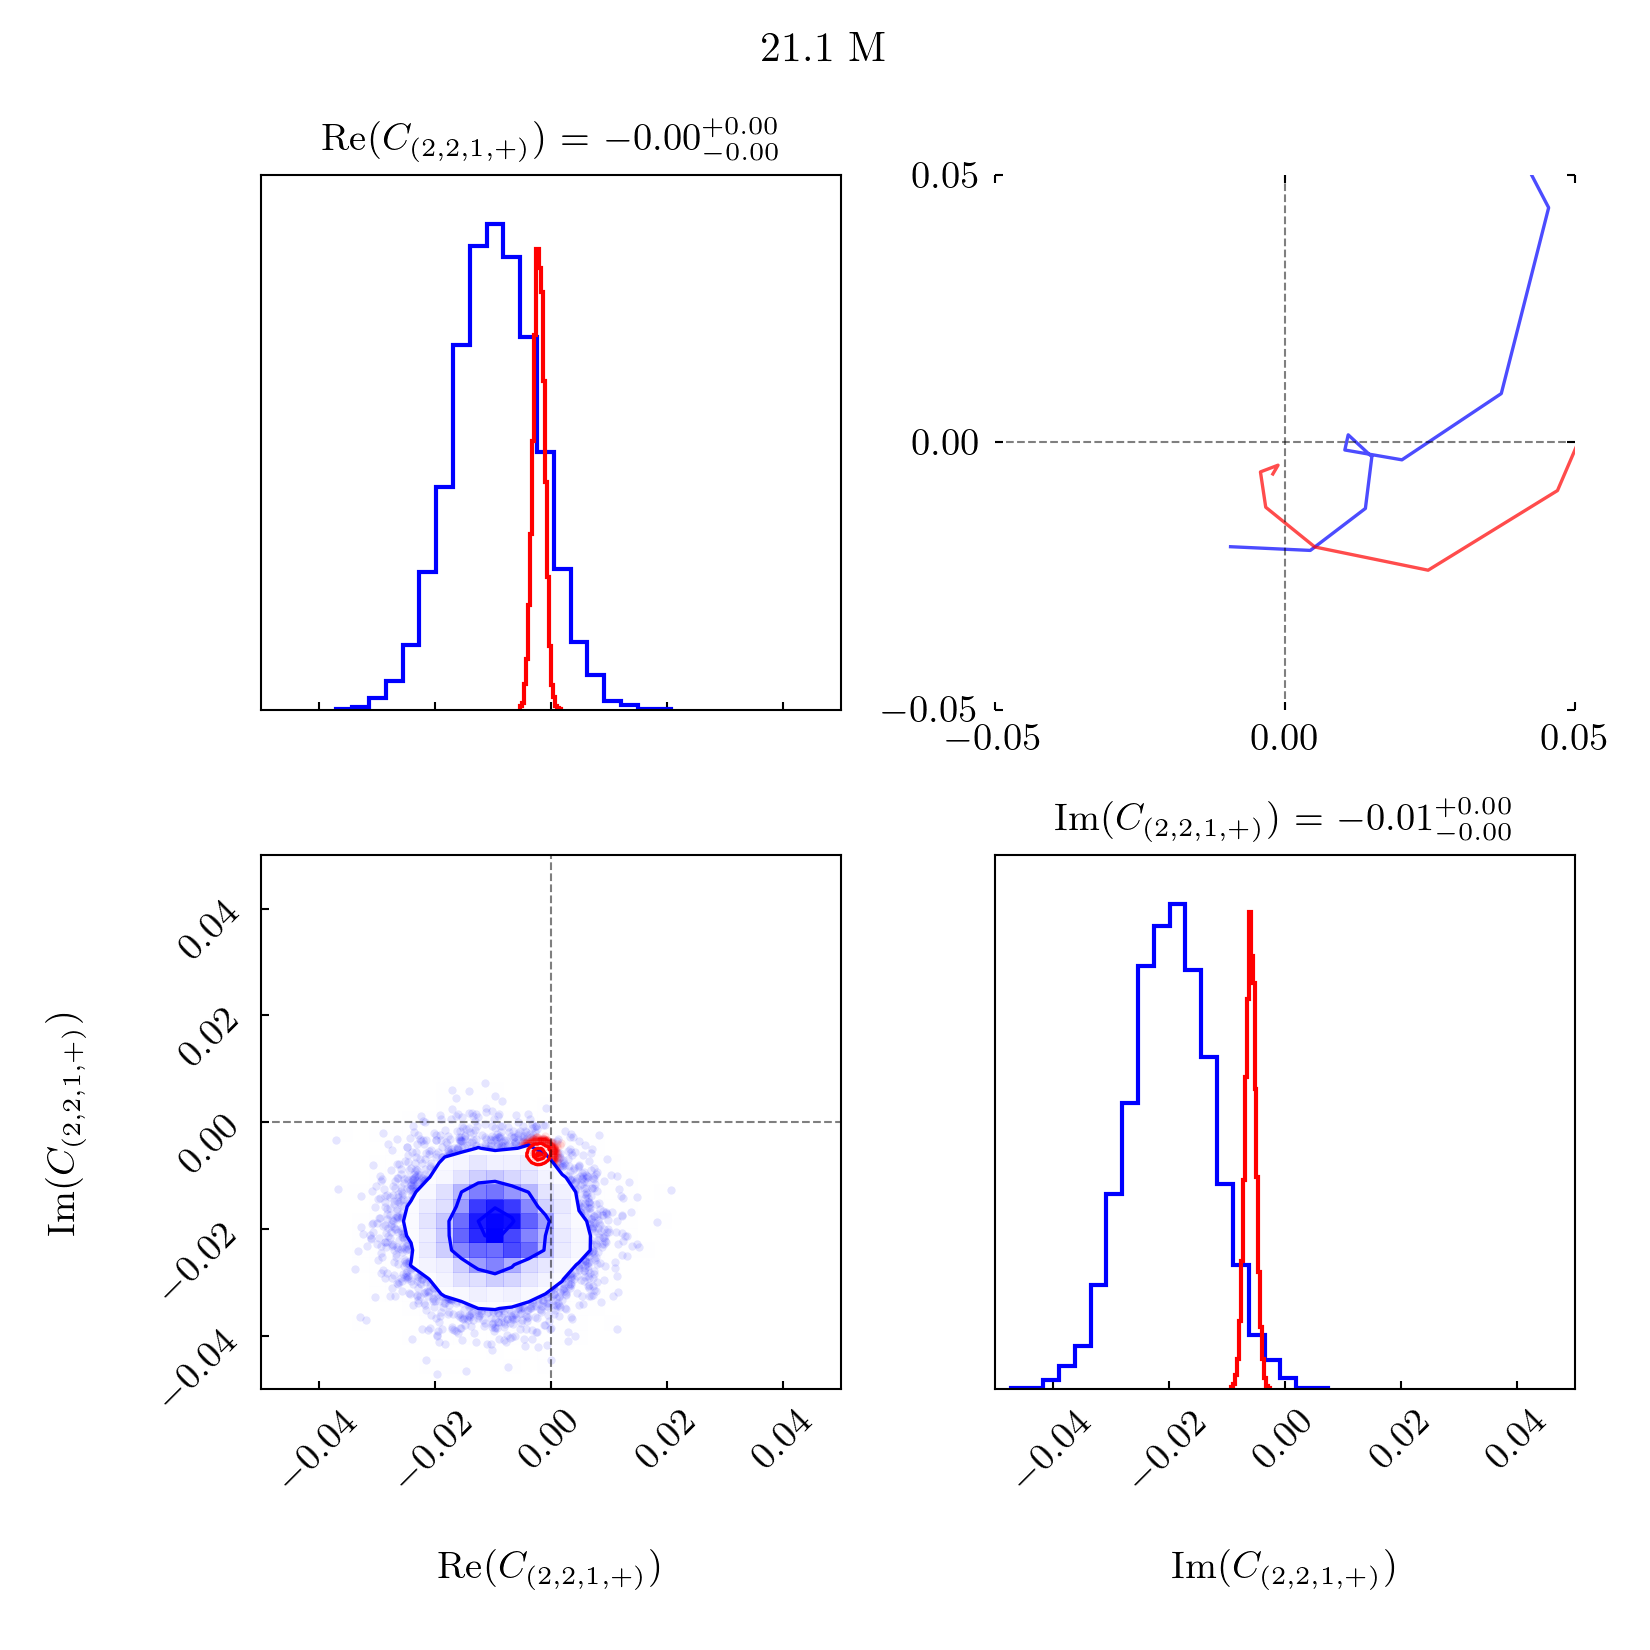 21.1 M
Re(C_{(2,2,1,+)}) = −0.00^{+0.00}_{−0.00}
0.05
0.00
−0.05
−0.05 0.00 0.05
Im(C_{(2,2,1,+)}) = −0.01^{+0.00}_{−0.00}
Im(C_{(2,2,1,+)})
0.04
0.02
0.00
−0.02
−0.04
−0.04 −0.02 0.00 0.02 0.04
−0.04 −0.02 0.00 0.02 0.04
Re(C_{(2,2,1,+)})
Im(C_{(2,2,1,+)})